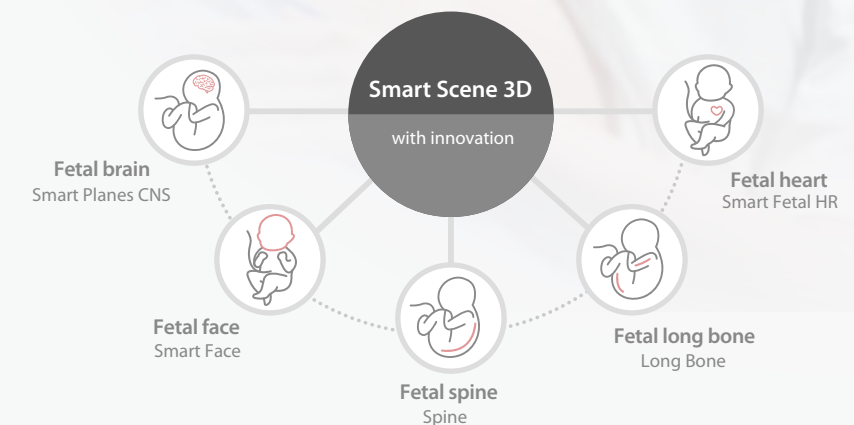 Smart Scene 3D
with innovation
Fetal brain
Smart Planes CNS
Fetal heart
Smart Fetal HR
Fetal face
Smart Face
Fetal long bone
Long Bone
Fetal spine
Spine